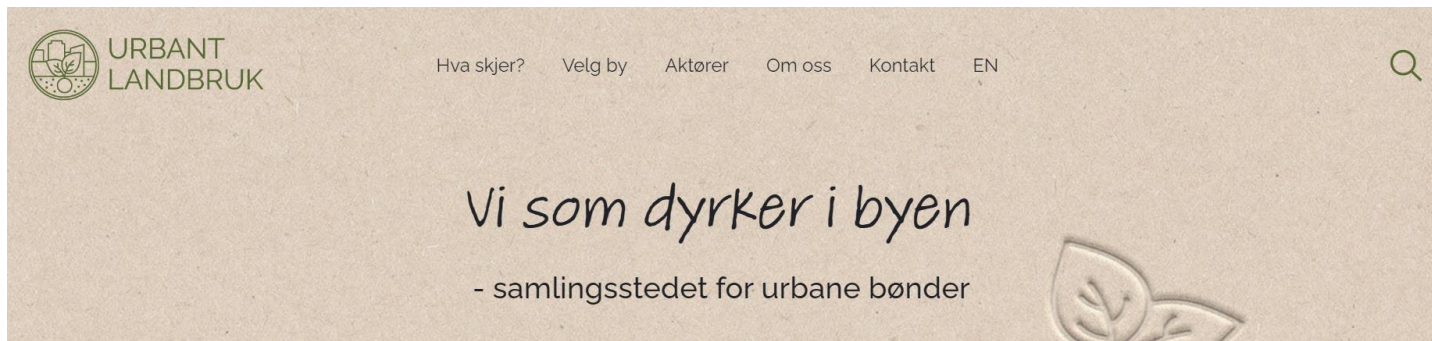 URBANT
LANDBRUK
Hva skjer? Velg by Aktører Om oss Kontakt EN
Vi som dyrker i byen
- samlingsstedet for urbane bønder